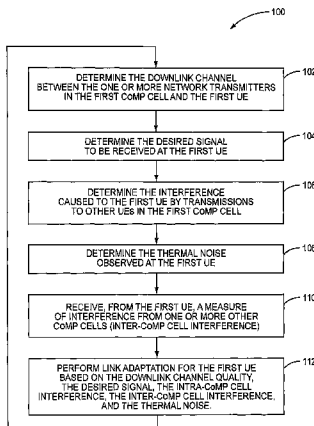 100
DETERMINE THE DOWNLINK CHANNEL
BETWEEN THE ONE OR MORE NETWORK TRANSMITTERS
IN THE FIRST CoMP CELL AND THE FIRST UE
102
DETERMINE THE DESIRED SIGNAL
TO BE RECEIVED AT THE FIRST UE
104
DETERMINE THE INTERFERENCE
CAUSED TO THE FIRST UE BY TRANSMISSIONS
TO OTHER UEs IN THE FIRST CoMP CELL
106
DETERMINE THE THERMAL NOISE
OBSERVED AT THE FIRST UE
108
RECEIVE, FROM THE FIRST UE, A MEASURE
OF INTERFERENCE FROM ONE OR MORE OTHER
CoMP CELLS (INTER-CoMP CELL INTERFERENCE)
110
PERFORM LINK ADAPTATION FOR THE FIRST UE
BASED ON THE DOWNLINK CHANNEL QUALITY,
THE DESIRED SIGNAL, THE INTRA-CoMP CELL
INTERFERENCE, THE INTER-CoMP CELL INTERFERENCE,
AND THE THERMAL NOISE.
112